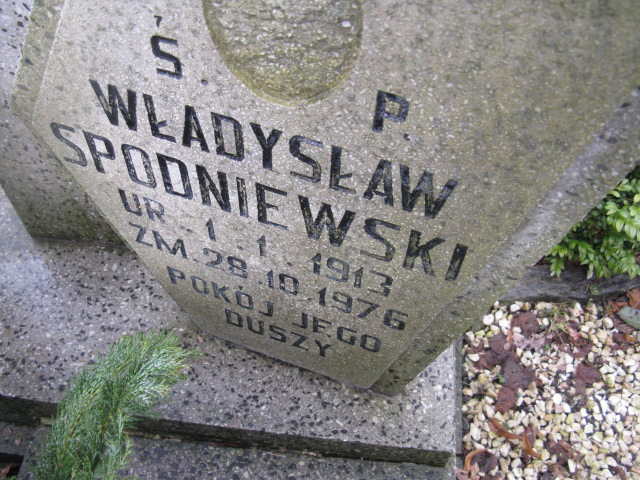 Ś. P.
WŁADYSŁAW
SPODNIEWSKI
UR. 1. 1. 1913
ZM. 28.10.1976
POKÓJ JEGO
DUSZY